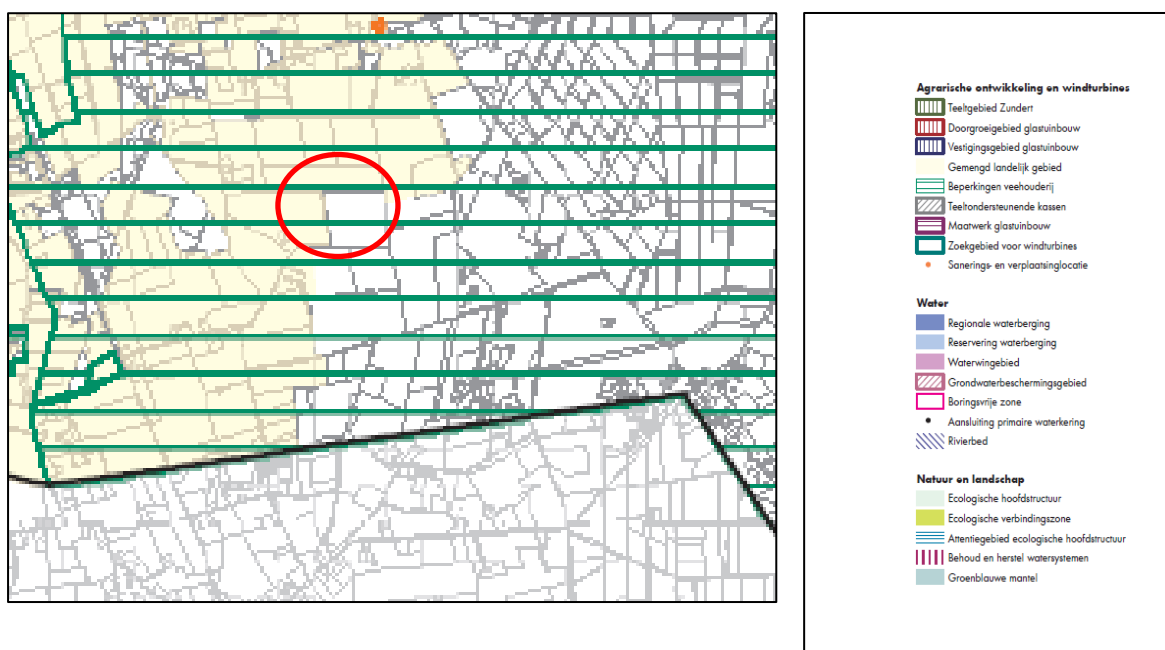 Agrarische ontwikkeling en windturbines
Teeltgebied Zundert
Doorgroeigebied glastuinbouw
Vestigingsgebied glastuinbouw
Gemengd landelijk gebied
Beperkingen veehouderij
Teeltondersteunende kassen
Maatwerk glastuinbouw
Zoekgebied voor windturbines
Sanerings- en verplaatsinglocatie
Water
Regionale waterberging
Reservering waterberging
Waterwingebied
Grondwaterbeschermingsgebied
Boringsvrije zone
Aansluiting primaire waterkering
Rivierbed
Natuur en landschap
Ecologische hoofdstructuur
Ecologische verbindingszone
Attentiegebied ecologische hoofdstructuur
Behoud en herstel watersystemen
Groenblauwe mantel